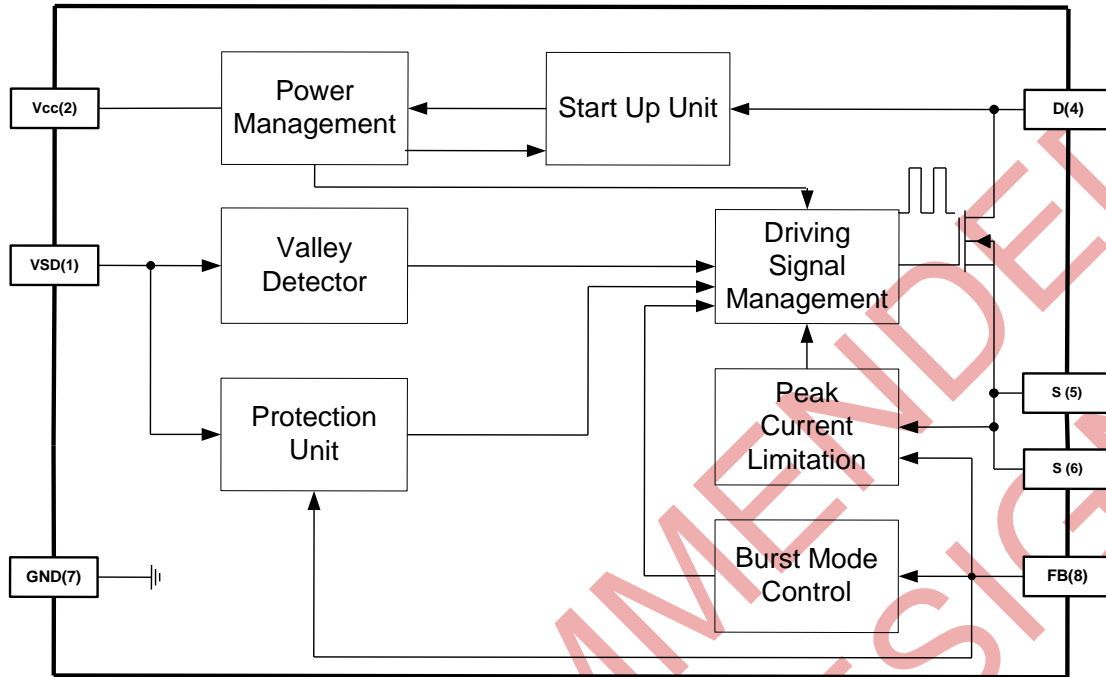 Vcc(2)
Power
Management
Start Up Unit
D(4)
VSD(1)
Valley
Detector
Driving
Signal
Management
Protection
Unit
Peak
Current
Limitation
S (5)
S (6)
GND(7)
Burst Mode
Control
FB(8)